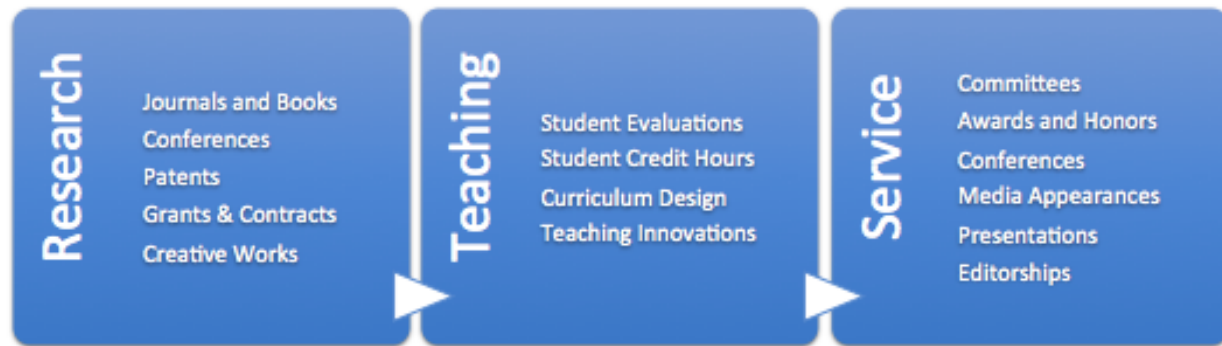 Research
Journals and Books
Conferences
Patents
Grants & Contracts
Creative Works
Teaching
Student Evaluations
Student Credit Hours
Curriculum Design
Teaching Innovations
Service
Committees
Awards and Honors
Conferences
Media Appearances
Presentations
Editorships